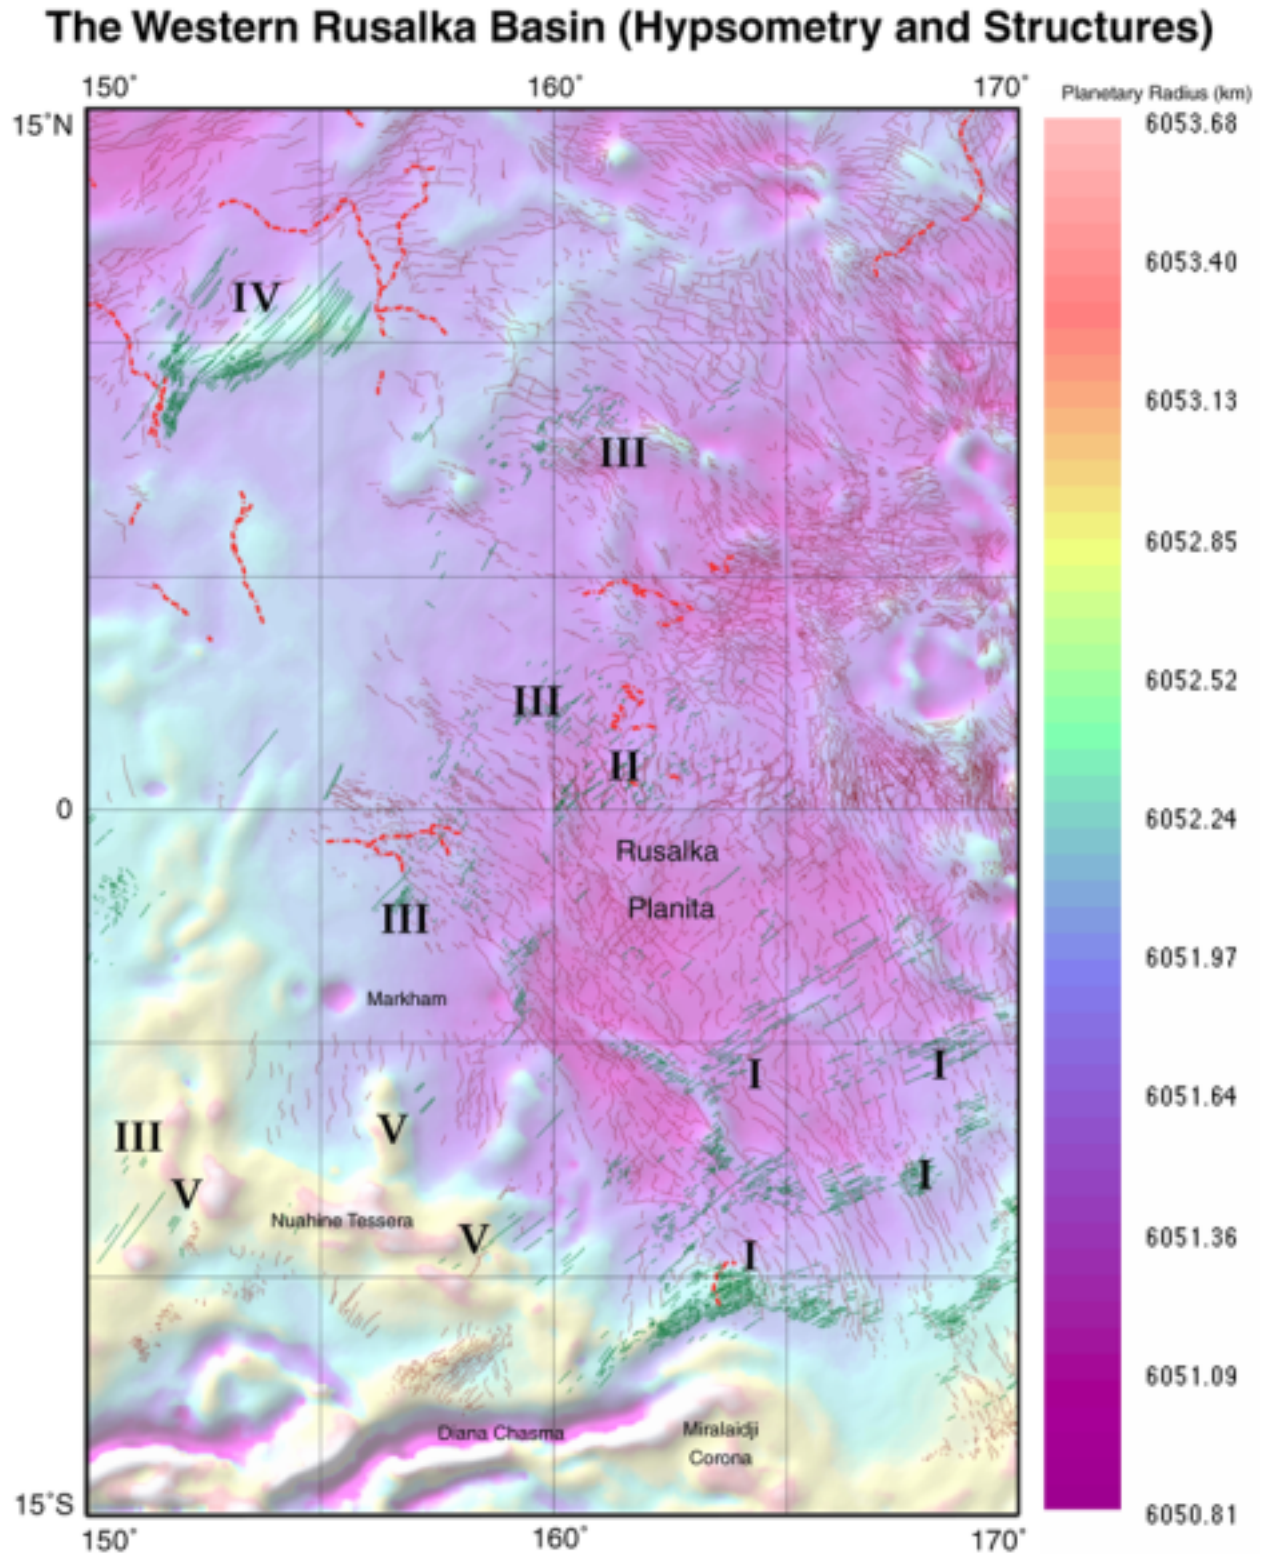 The Western Rusalka Basin (Hypsometry and Structures)
150° 160° 170°
Planetary Radius (km)
15°N
6053.68
6053.40
IV
6053.13
III
6052.85
6052.52
III
II
0
6052.24
Rusalka
Planita
III
6051.97
Markham
I
I
6051.64
V
III
I
V
Nuahine Tessera
V
6051.36
I
6051.09
Diana Chasma
Miralaidji
Corona
15°S
6050.81
150° 160° 170°